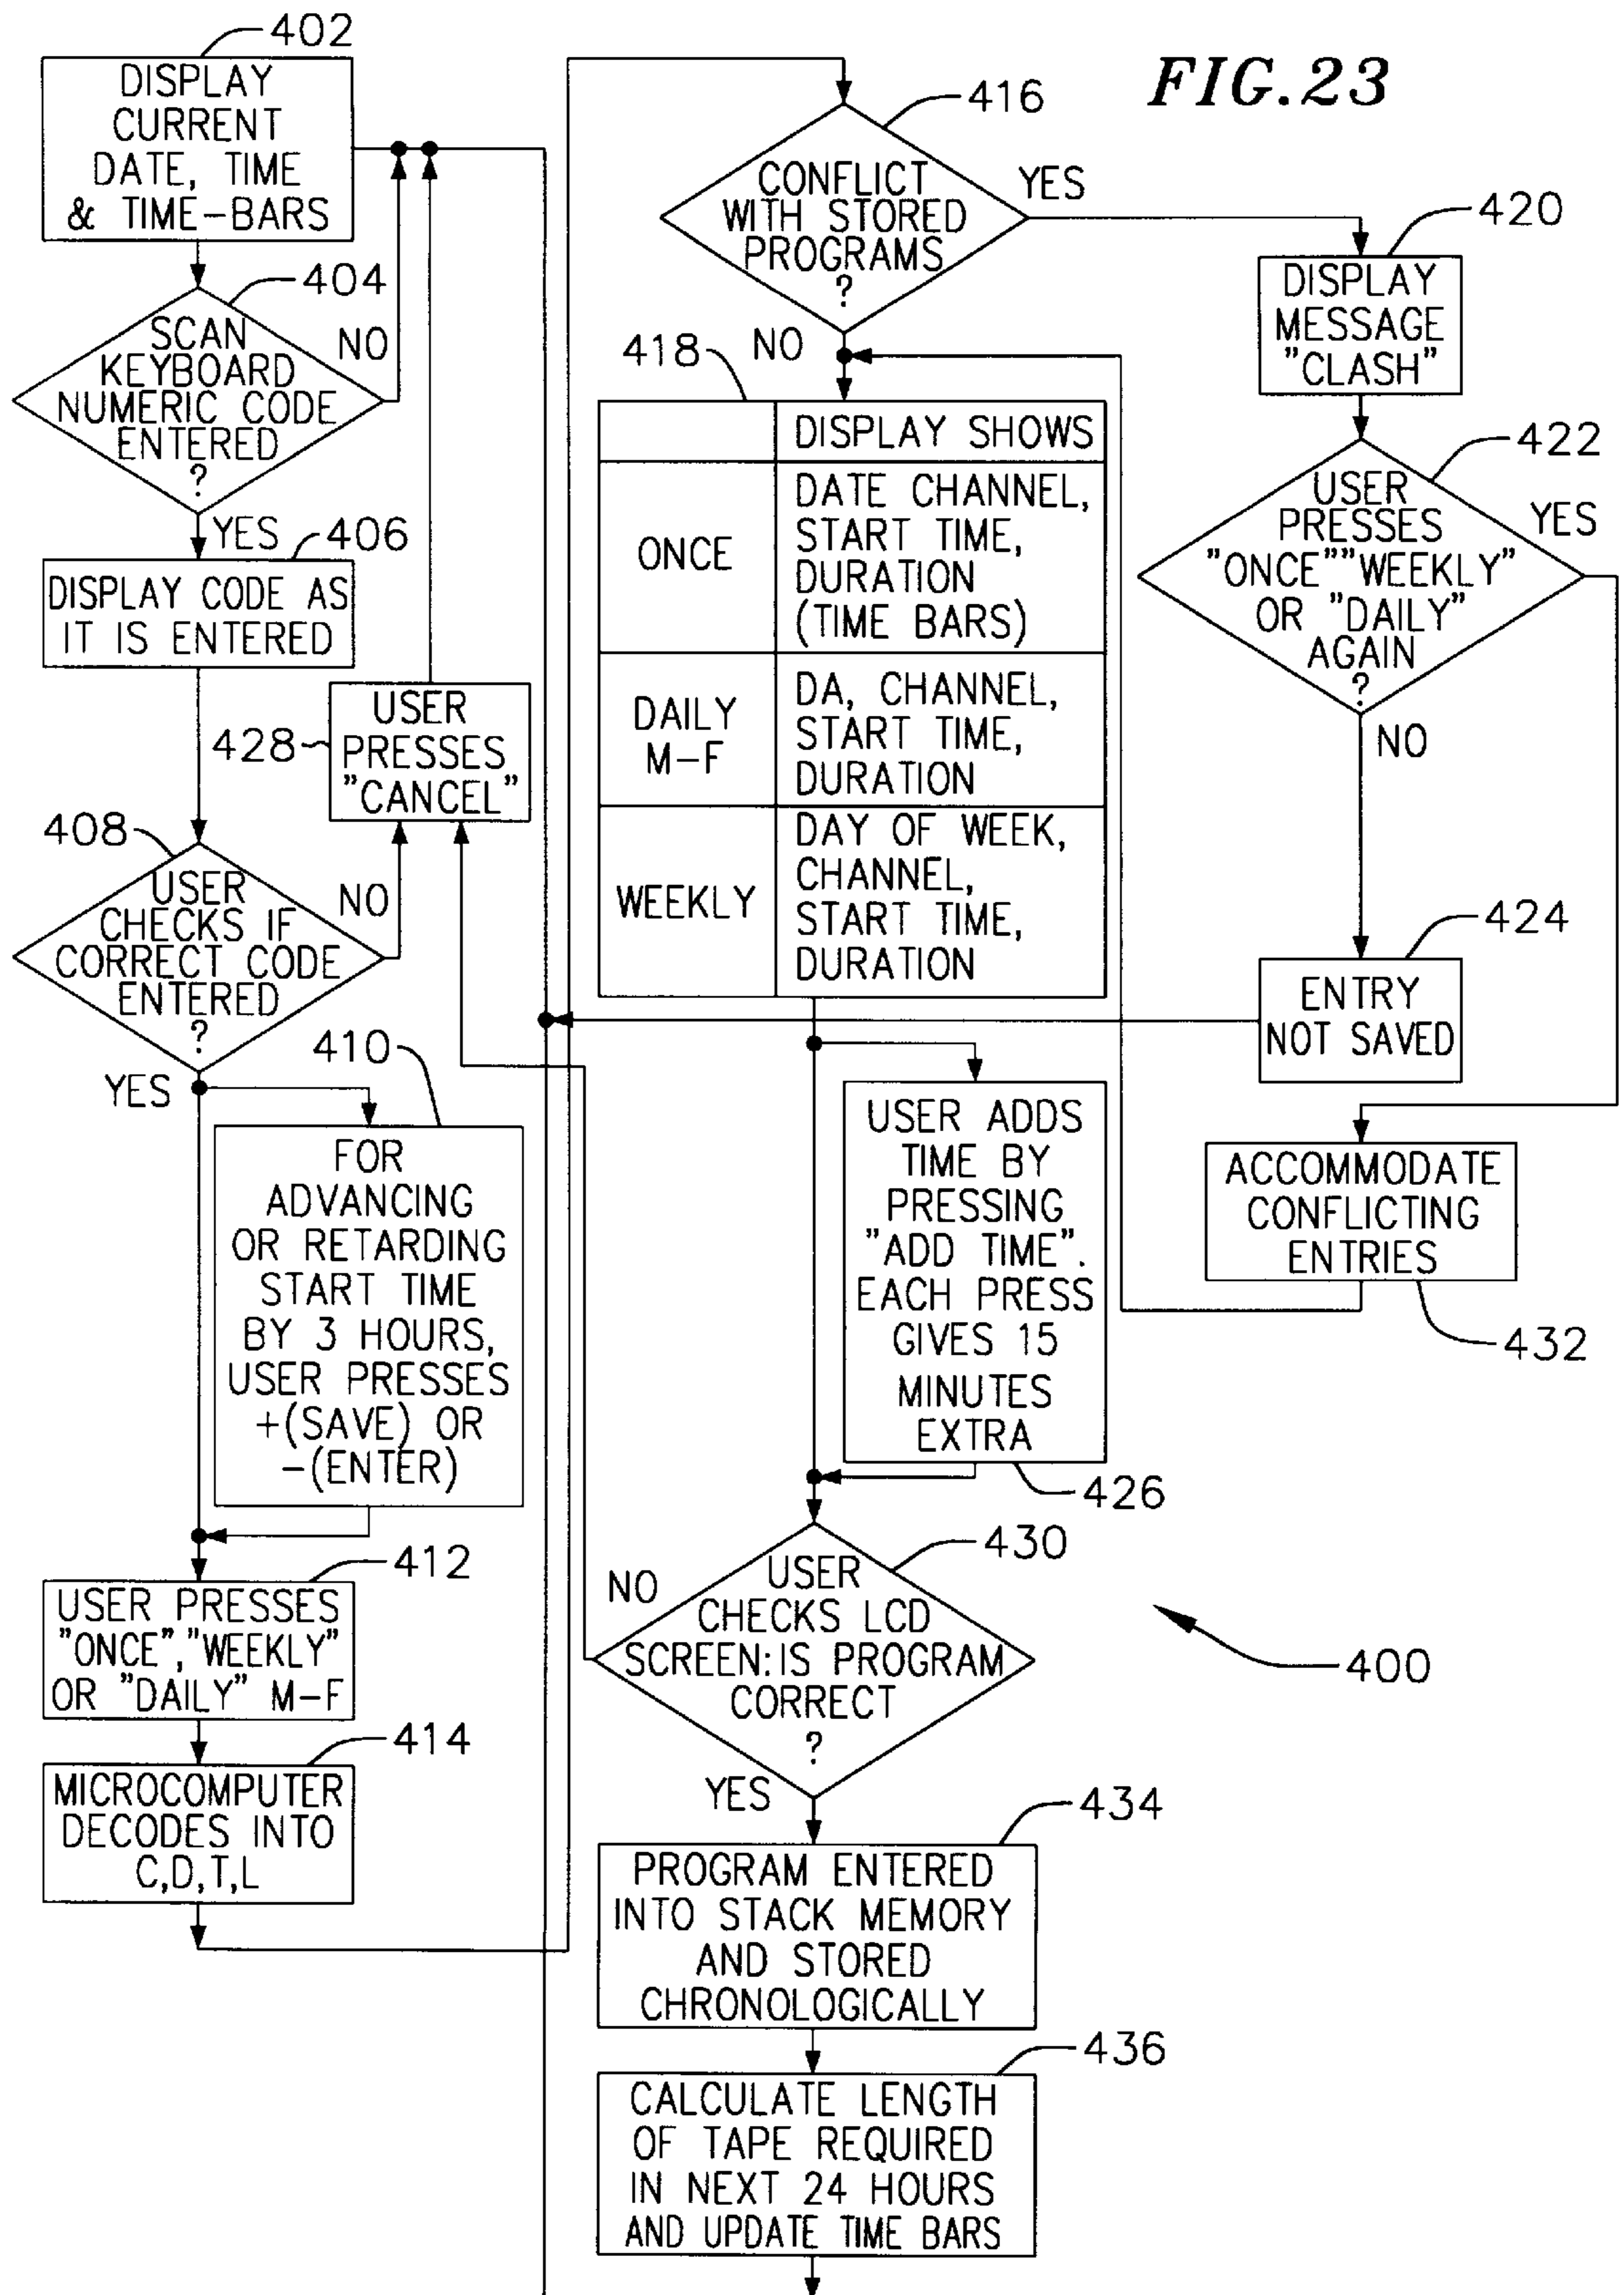 FIG.23
402
DISPLAY
CURRENT
DATE, TIME
& TIME-BARS
404
SCAN
KEYBOARD
NUMERIC CODE
ENTERED
?
NO
YES
406
DISPLAY CODE AS
IT IS ENTERED
428
USER
PRESSES
"CANCEL"
408
USER
CHECKS IF
CORRECT CODE
ENTERED
?
NO
YES
410
FOR
ADVANCING
OR RETARDING
START TIME
BY 3 HOURS,
USER PRESSES
+(SAVE) OR
-(ENTER)
412
USER PRESSES
"ONCE","WEEKLY"
OR "DAILY" M-F
414
MICROCOMPUTER
DECODES INTO
C,D,T,L
416
CONFLICT
WITH STORED
PROGRAMS
?
YES
NO
418
DISPLAY SHOWS
ONCE
DATE CHANNEL,
START TIME,
DURATION
(TIME BARS)
DAILY
M-F
DA, CHANNEL,
START TIME,
DURATION
WEEKLY
DAY OF WEEK,
CHANNEL,
START TIME,
DURATION
420
DISPLAY
MESSAGE
"CLASH"
422
USER
PRESSES
"ONCE""WEEKLY"
OR "DAILY"
AGAIN
?
YES
NO
424
ENTRY
NOT SAVED
ACCOMMODATE
CONFLICTING
ENTRIES
432
USER ADDS
TIME BY
PRESSING
"ADD TIME".
EACH PRESS
GIVES 15
MINUTES
EXTRA
426
430
USER
CHECKS LCD
SCREEN:IS PROGRAM
CORRECT
?
NO
YES
400
434
PROGRAM ENTERED
INTO STACK MEMORY
AND STORED
CHRONOLOGICALLY
436
CALCULATE LENGTH
OF TAPE REQUIRED
IN NEXT 24 HOURS
AND UPDATE TIME BARS